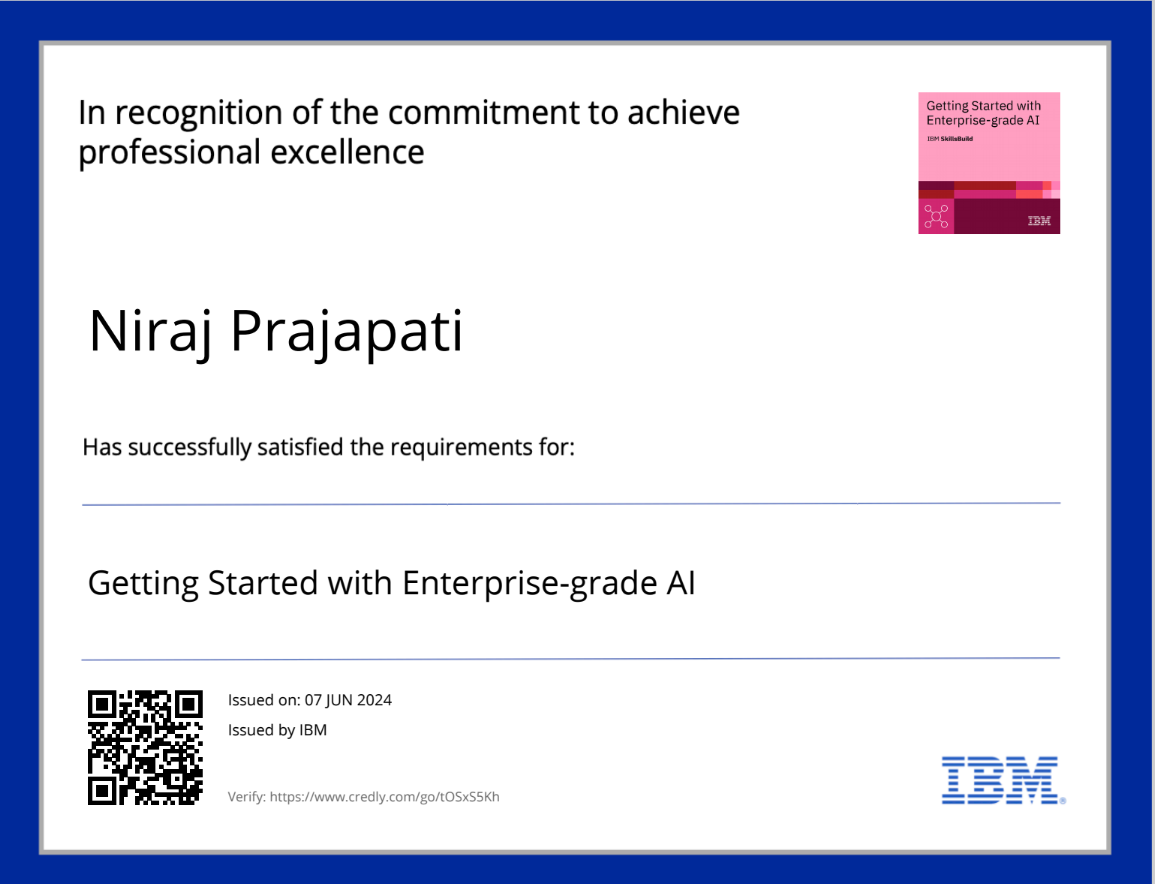 In recognition of the commitment to achieve
professional excellence
Getting Started with
Enterprise-grade AI
IBM SkillsBuild
IBM
Niraj Prajapati
Has successfully satisfied the requirements for:
Getting Started with Enterprise-grade AI
Issued on: 07 JUN 2024
Issued by IBM
Verify: https://www.credly.com/go/tOSxS5Kh
IBM®